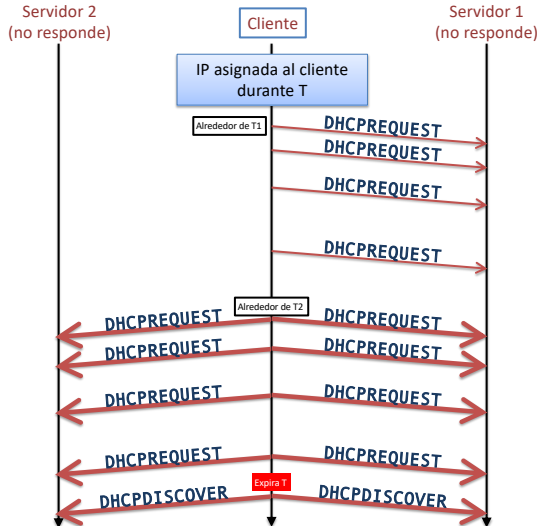 Servidor 2
(no responde)
Cliente
Servidor 1
(no responde)
IP asignada al cliente
durante T
Alrededor de T1
DHCPREQUEST
DHCPREQUEST
DHCPREQUEST
DHCPREQUEST
Alrededor de T2
DHCPREQUEST
DHCPREQUEST
DHCPREQUEST
DHCPREQUEST
DHCPREQUEST
DHCPREQUEST
DHCPREQUEST
DHCPREQUEST
Expira T
DHCPDISCOVER
DHCPDISCOVER